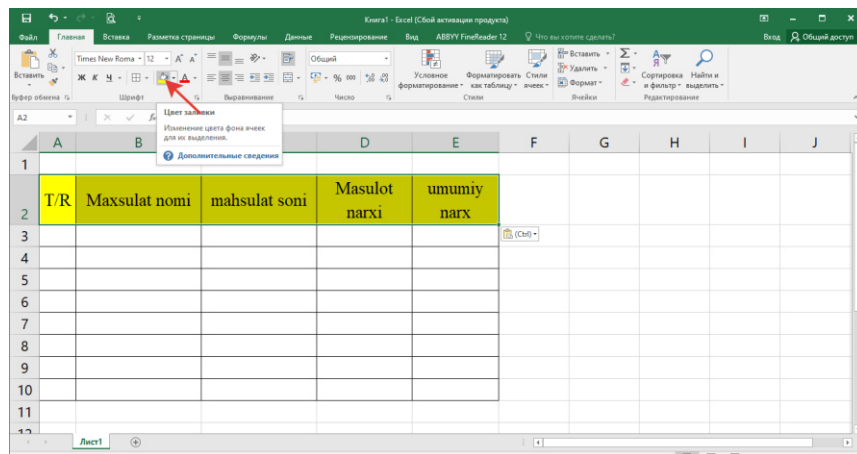 Книга1 - Excel (Сбой активации продукта)
Файл Главная Вставка Разметка страницы Формулы Данные Рецензирование Вид ABBYY FineReader 12 Что вы хотите сделать? Вход Общий доступ
Times New Roma 12 A A Общий Вставить Σ
Вставить Ж К Ч A % 000 Условное форматирование Форматировать как таблицу Стили ячеек Удалить Формат Сортировка и фильтр Найти и выделить
Буфер обмена Шрифт Выравнивание Число Стили Ячейки Редактирование
A2
Цвет заливки
Изменение цвета фона ячеек
для их выделения.
Дополнительные сведения
A B D E F G H I J
1
2 T/R Maxsulat nomi mahsulat soni Masulot narxi umumiy narx
(Ctrl)
3
4
5
6
7
8
9
10
11
12
Лист1